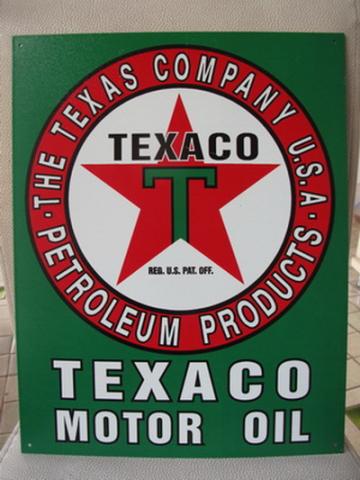 ·THE TEXAS COMPANY U.S.A·
TEXACO
T
REG. U.S. PAT. OFF.
PETROLEUM PRODUCTS
TEXACO
MOTOR OIL